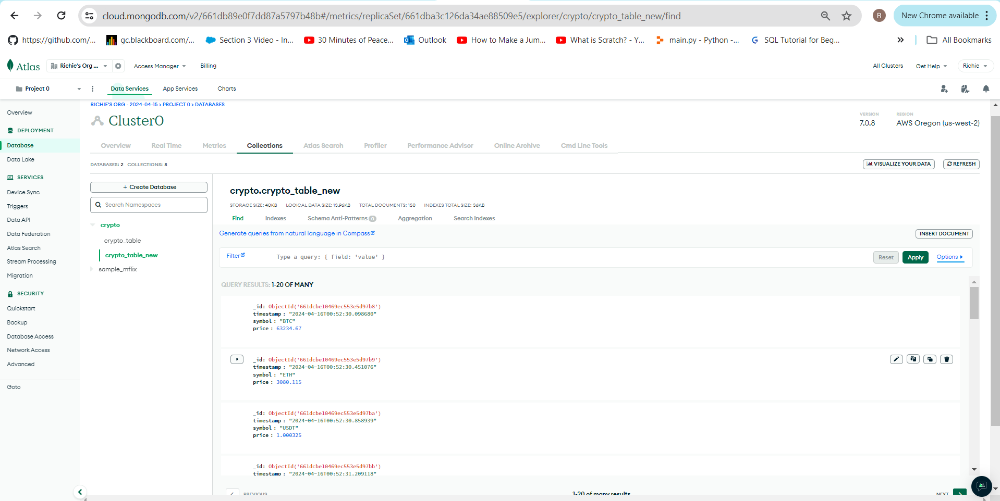 cloud.mongodb.com/v2/661db89e0f7dd87a5797b48b#/metrics/replicaSet/661dba3c126da34ae88509e5/explorer/crypto/crypto_table_new/find
R
New Chrome available
https://github.com/...
gc.blackboard.com/...
Section 3 Video - In...
30 Minutes of Peace...
Outlook
How to Make a Jum...
What is Scratch? - Y...
main.py - Python -...
G
SQL Tutorial for Beg...
»
All Bookmarks
Atlas
Richie's Org ...
Access Manager
Billing
All Clusters
Get Help
Richie
Project 0
Data Services
App Services
Charts
Overview
DEPLOYMENT
Database
Data Lake
SERVICES
Device Sync
Triggers
Data API
Data Federation
Atlas Search
Stream Processing
Migration
SECURITY
Quickstart
Backup
Database Access
Network Access
Advanced
Goto
RICHIE'S ORG - 2024-04-15 > PROJECT 0 > DATABASES
Cluster0
VERSION
7.0.8
REGION
AWS Oregon (us-west-2)
Overview
Real Time
Metrics
Collections
Atlas Search
Profiler
Performance Advisor
Online Archive
Cmd Line Tools
DATABASES: 2 COLLECTIONS: 8
VISUALIZE YOUR DATA
REFRESH
+ Create Database
Search Namespaces
crypto
crypto_table
crypto_table_new
sample_mflix
crypto.crypto_table_new
STORAGE SIZE: 40KB LOGICAL DATA SIZE: 13.96KB TOTAL DOCUMENTS: 150 INDEXES TOTAL SIZE: 36KB
Find
Indexes
Schema Anti-Patterns 0
Aggregation
Search Indexes
Generate queries from natural language in Compass
INSERT DOCUMENT
Filter
Type a query: { field: 'value' }
Reset
Apply
Options
QUERY RESULTS: 1-20 OF MANY
_id: ObjectId('661dcbe10469ec553e5d97b8')
timestamp : "2024-04-16T00:52:30.098680"
symbol : "BTC"
price : 63234.67
_id: ObjectId('661dcbe10469ec553e5d97b9')
timestamp : "2024-04-16T00:52:30.451076"
symbol : "ETH"
price : 3080.115
_id: ObjectId('661dcbe10469ec553e5d97ba')
timestamp : "2024-04-16T00:52:30.858939"
symbol : "USDT"
price : 1.000325
_id: ObjectId('661dcbe10469ec553e5d97bb')
timestamp : "2024-04-16T00:52:31.209118"
PREVIOUS
1-20 of many results
NEXT